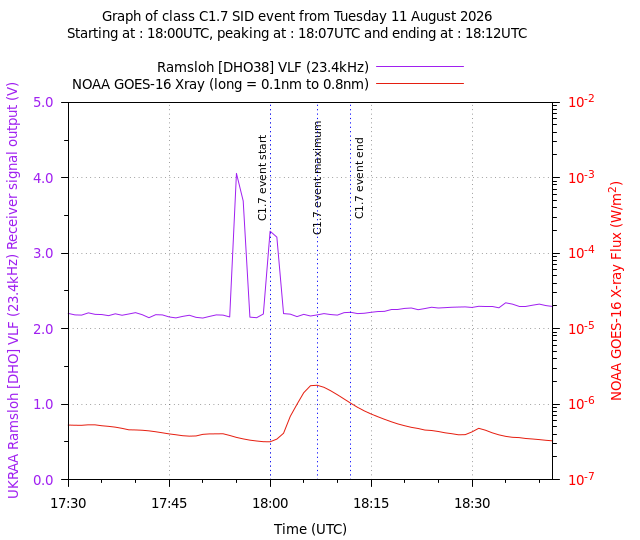 Graph of class C1.7 SID event from Tuesday 11 August 2026
Starting at : 18:00UTC, peaking at : 18:07UTC and ending at : 18:12UTC
Ramsloh [DHO38] VLF (23.4kHz)
NOAA GOES-16 Xray (long = 0.1nm to 0.8nm)
UKRAA Ramsloh [DHO] VLF (23.4kHz) Receiver signal output (V)
5.0
4.0
3.0
2.0
1.0
0.0
C1.7 event start
C1.7 event maximum
C1.7 event end
10-2
10-3
10-4
10-5
10-6
10-7
NOAA GOES-16 X-ray Flux (W/m2)
17:30 17:45 18:00 18:15 18:30
Time (UTC)